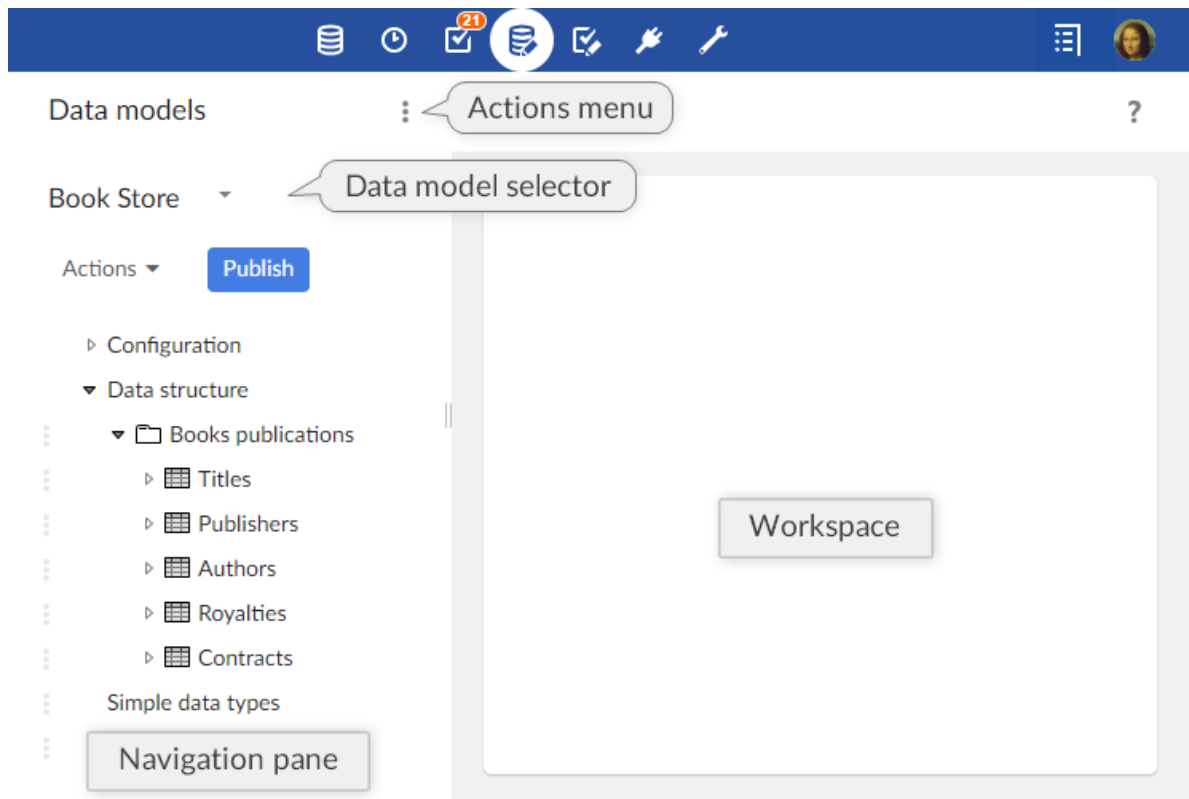 21
Data models
Actions menu
?
Book Store
Data model selector
Actions
Publish
Configuration
Data structure
Books publications
Titles
Publishers
Workspace
Authors
Royalties
Contracts
Simple data types
Navigation pane